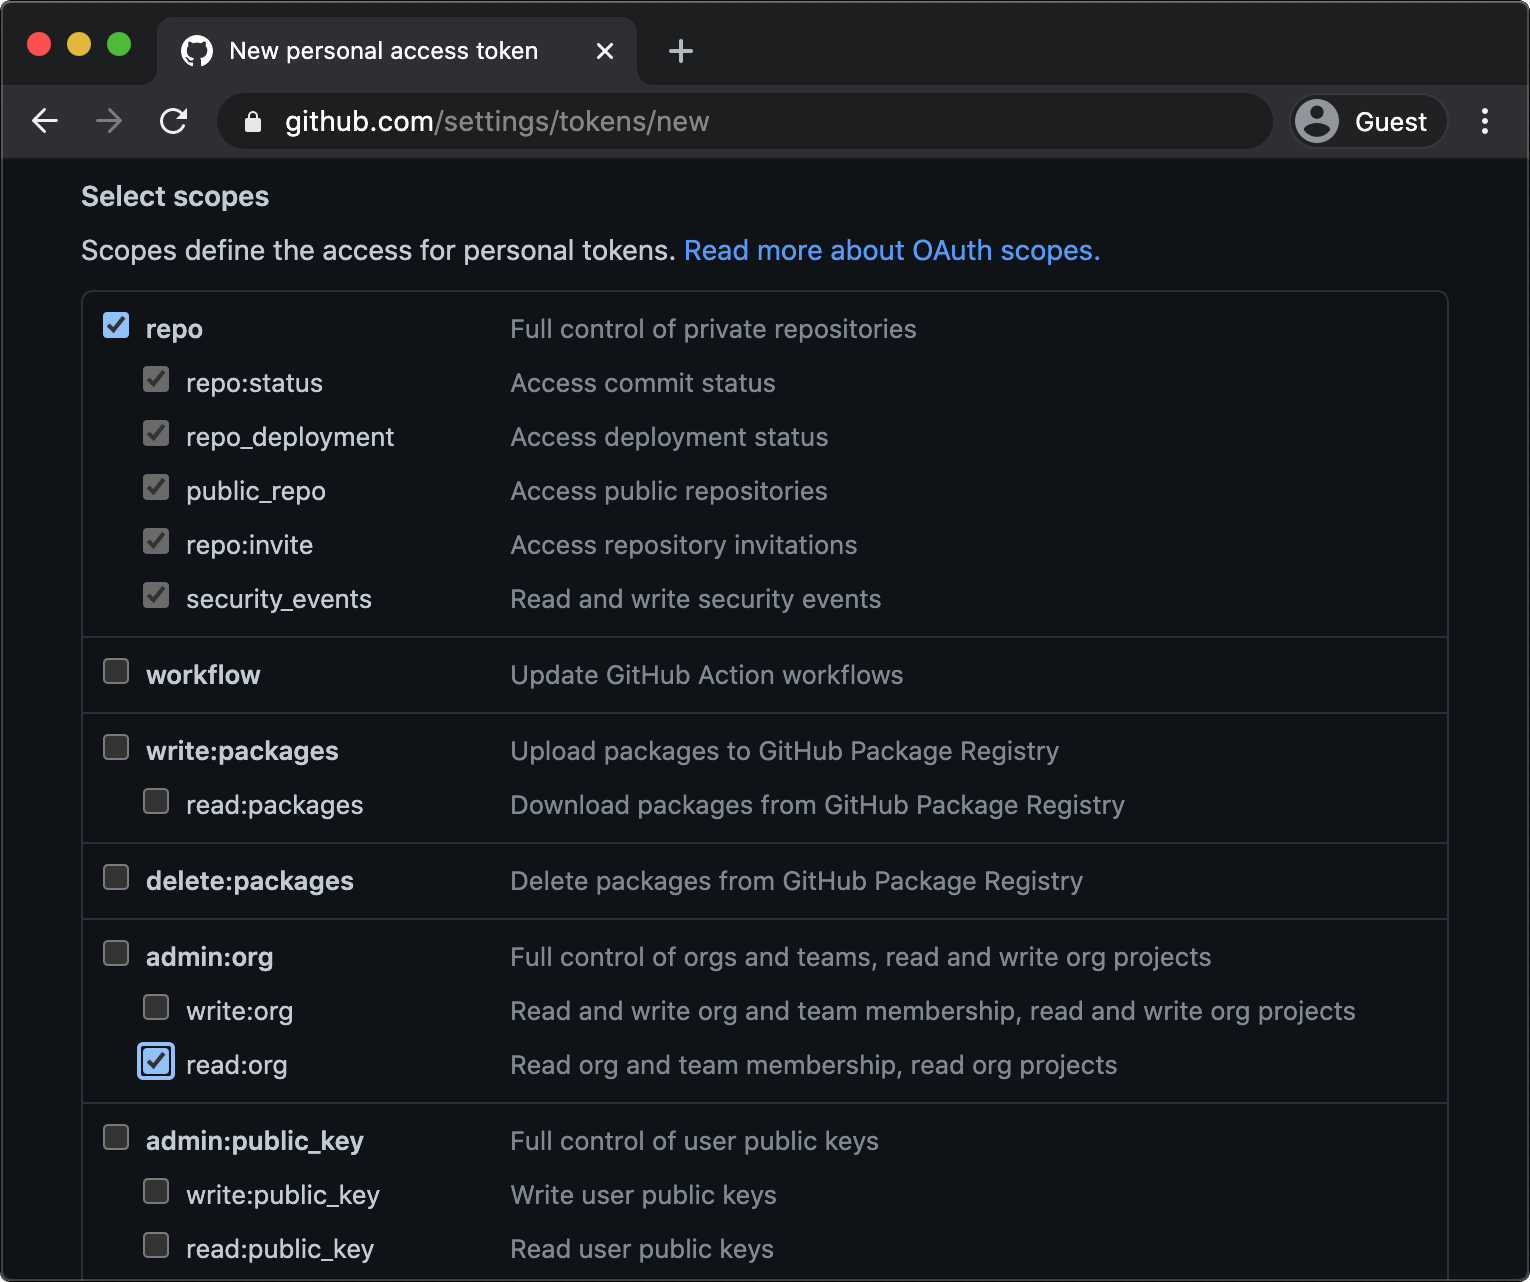 New personal access token
github.com/settings/tokens/new
Guest
Select scopes
Scopes define the access for personal tokens. Read more about OAuth scopes.
repo Full control of private repositories
repo:status Access commit status
repo_deployment Access deployment status
public_repo Access public repositories
repo:invite Access repository invitations
security_events Read and write security events
workflow Update GitHub Action workflows
write:packages Upload packages to GitHub Package Registry
read:packages Download packages from GitHub Package Registry
delete:packages Delete packages from GitHub Package Registry
admin:org Full control of orgs and teams, read and write org projects
write:org Read and write org and team membership, read and write org projects
read:org Read org and team membership, read org projects
admin:public_key Full control of user public keys
write:public_key Write user public keys
read:public_key Read user public keys